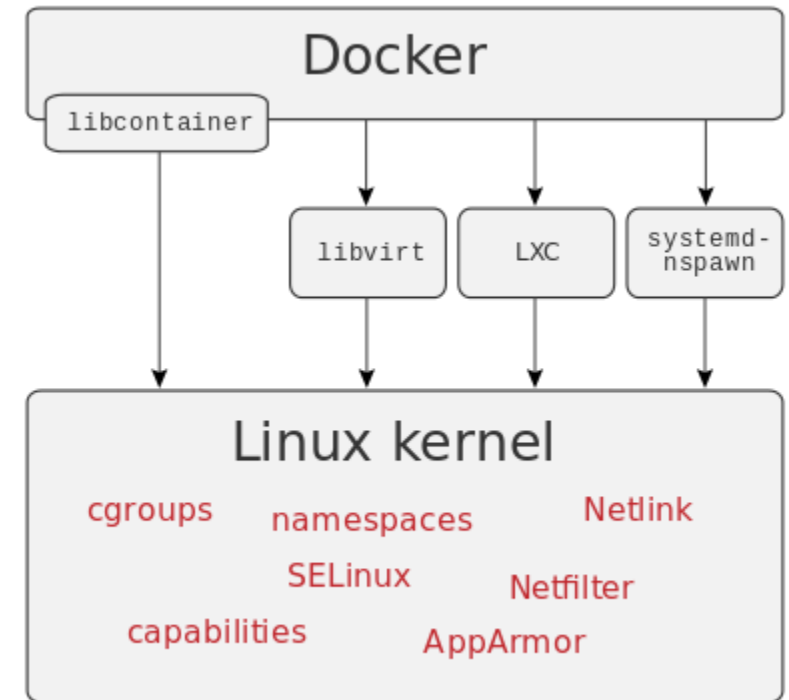 Docker
libcontainer
libvirt
LXC
systemd-
nspawn
Linux kernel
cgroups
namespaces
Netlink
SELinux
Netfilter
capabilities
AppArmor